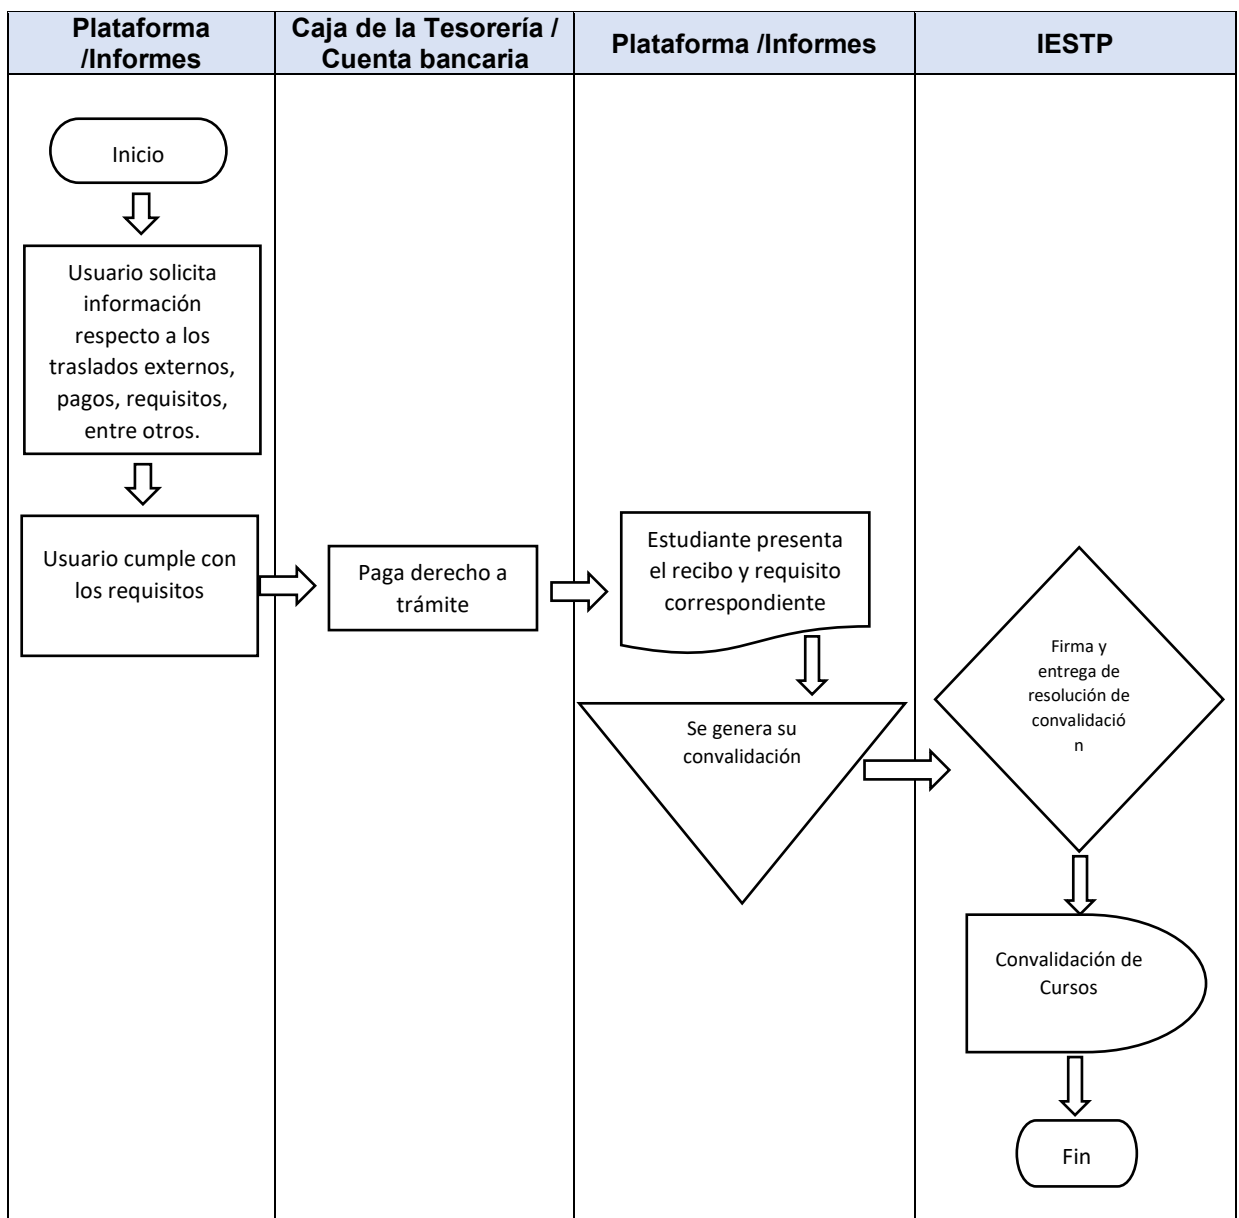 Plataforma
/Informes
Caja de la Tesorería /
Cuenta bancaria
Plataforma /Informes
IESTP
Inicio
Usuario solicita
información
respecto a los
traslados externos,
pagos, requisitos,
entre otros.
Usuario cumple con
los requisitos
Paga derecho a
trámite
Estudiante presenta
el recibo y requisito
correspondiente
Se genera su
convalidación
Firma y
entrega de
resolución de
convalidació
n
Convalidación de
Cursos
Fin